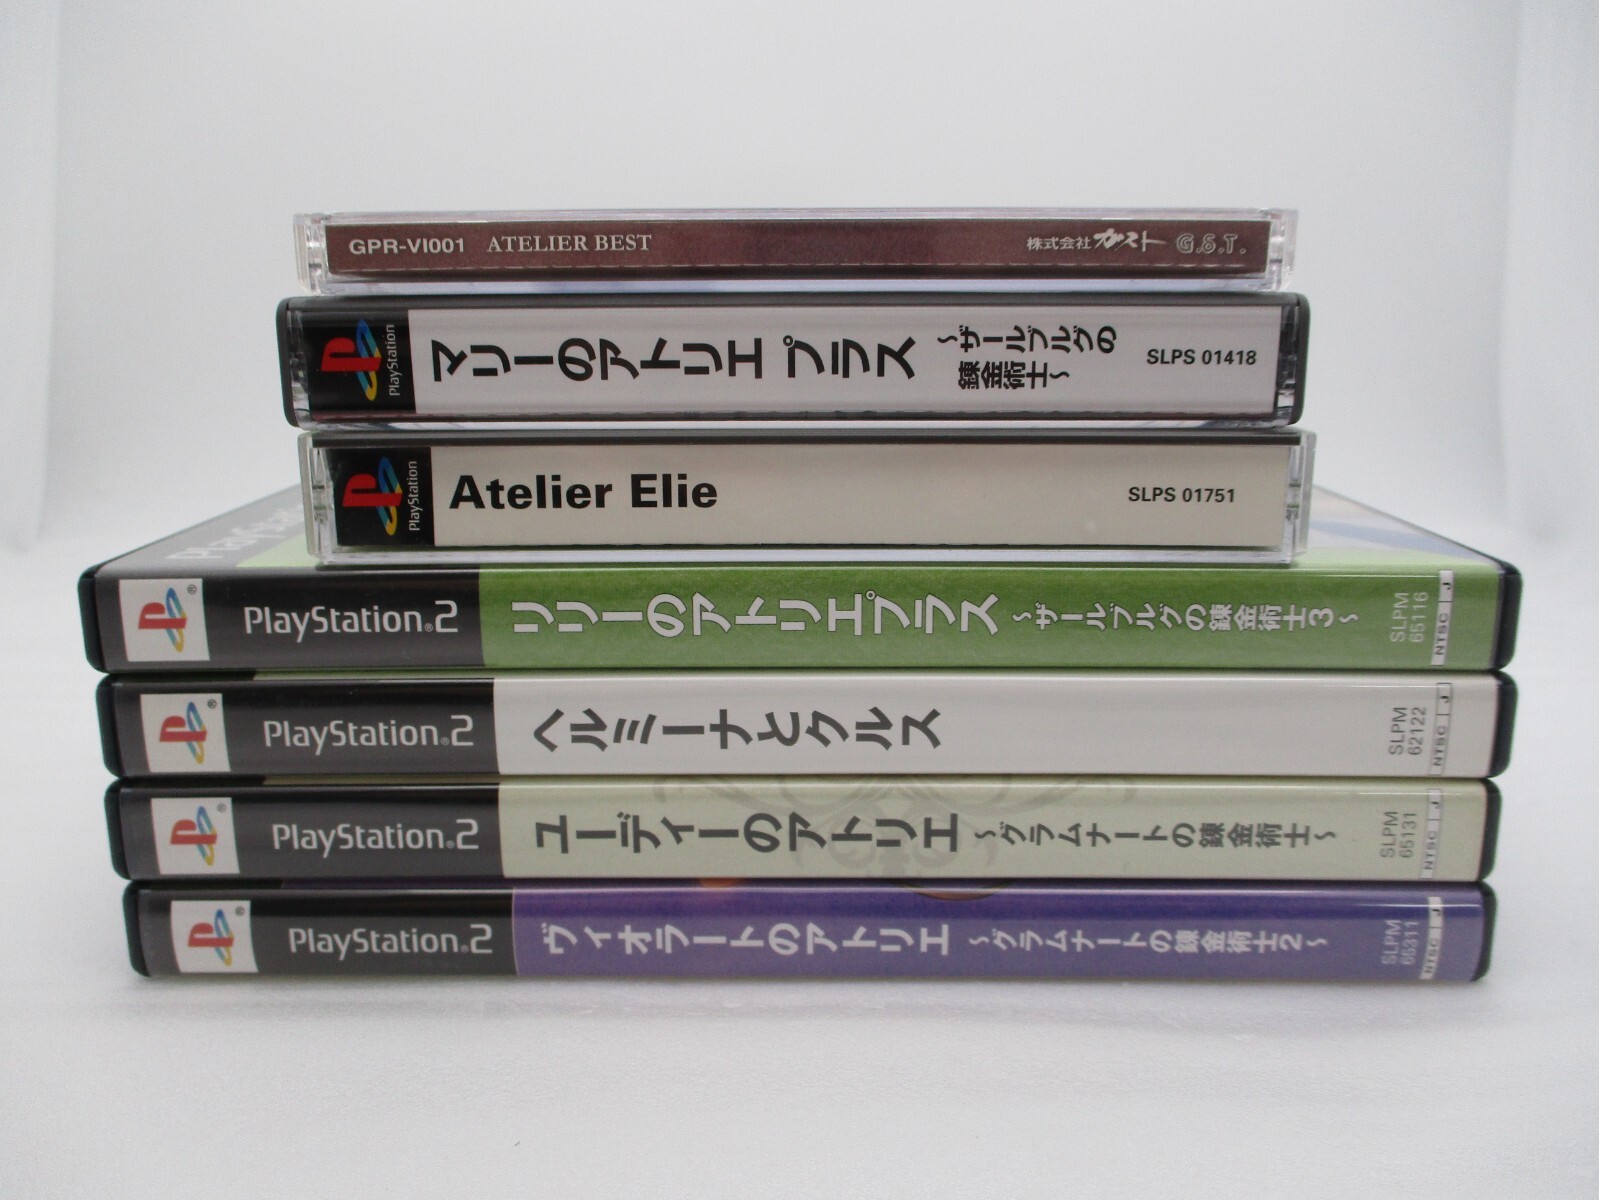 GPR-VI001 ATELIER BEST 株式会社 ガスト G.S.T.
PlayStation マリーのアトリエ プラス ～ザールブルグの錬金術士～ SLPS 01418
PlayStation Atelier Elie SLPS 01751
PlayStation
PlayStation®2 リリーのアトリエプラス ～ザールブルグの錬金術士3～ SLPM 65116 NTSC J
PlayStation®2 ヘルミーナとクルス SLPM 62122 NTSC J
PlayStation®2 ユーディーのアトリエ ～グラムナートの錬金術士～ SLPM 65131 NTSC J
PlayStation®2 ヴィオラートのアトリエ ～グラムナートの錬金術士2～ SLPM 65311 NTSC J